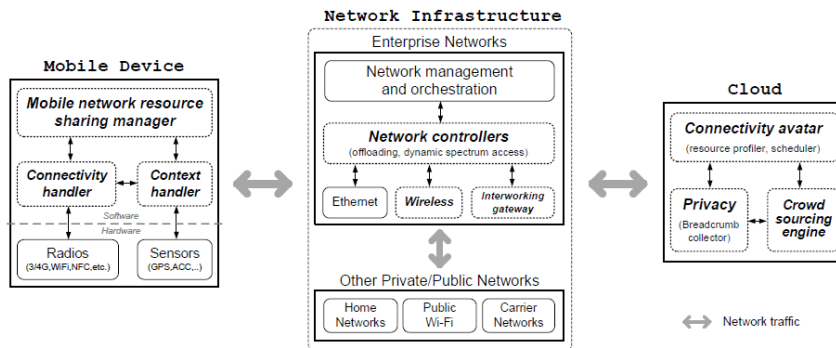 Network Infrastructure
Mobile Device
Mobile network resource
sharing manager
Connectivity
handler
Context
handler
Software
Hardware
Radios
(3/4G,WiFi,NFC,etc.)
Sensors
(GPS,ACC,..)
Enterprise Networks
Network management
and orchestration
Network controllers
(offloading, dynamic spectrum access)
Ethernet
Wireless
Interworking
gateway
Other Private/Public Networks
Home
Networks
Public
Wi-Fi
Carrier
Networks
Cloud
Connectivity avatar
(resource profiler, scheduler)
Privacy
(Breadcrumb
collector)
Crowd
sourcing
engine
Network traffic